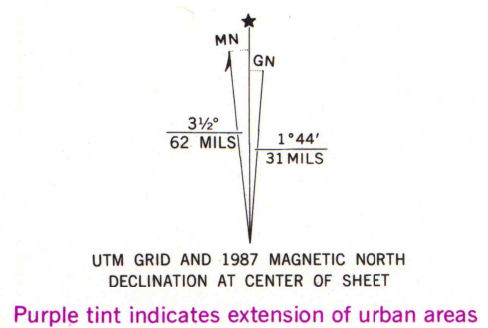 MN
GN
3½°
62 MILS
1°44′
31 MILS
UTM GRID AND 1987 MAGNETIC NORTH
DECLINATION AT CENTER OF SHEET
Purple tint indicates extension of urban areas